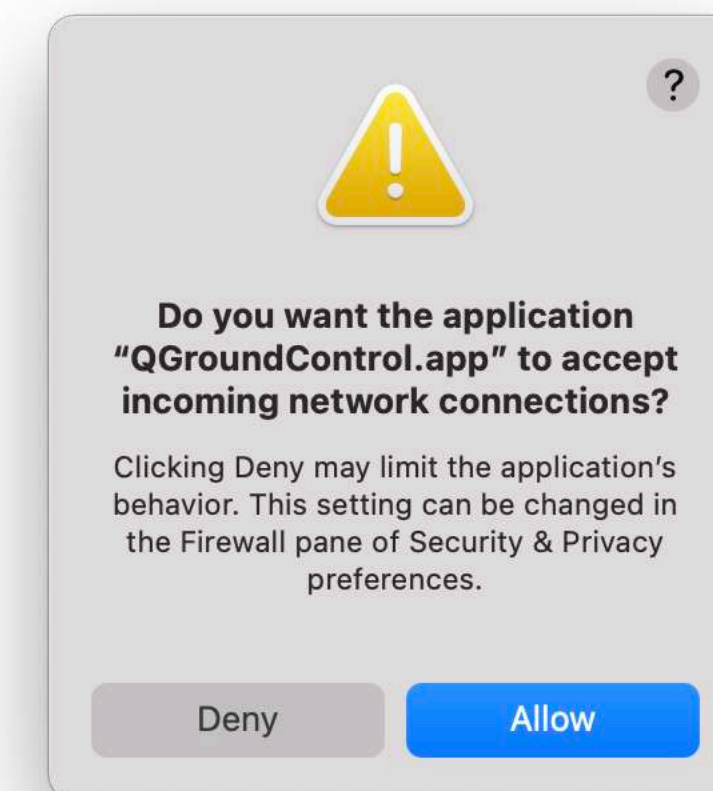 ?
Do you want the application
“QGroundControl.app” to accept
incoming network connections?
Clicking Deny may limit the application’s
behavior. This setting can be changed in
the Firewall pane of Security & Privacy
preferences.
Deny
Allow